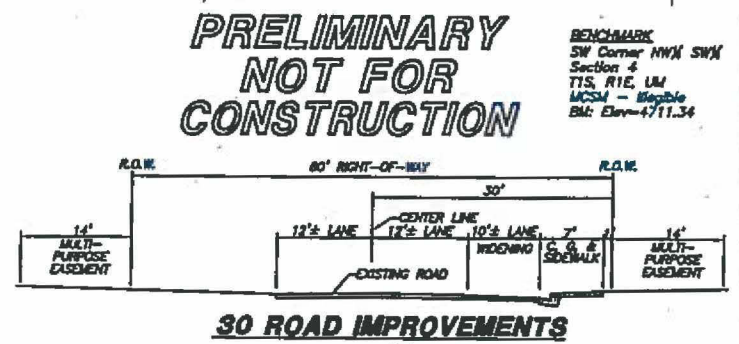 PRELIMINARY
NOT FOR
CONSTRUCTION
BENCHMARK
SW Corner NW¼ SW¼
Section 4
T1S, R1E, UM
MCSM - Illegible
BM: Elev=4711.34
R.O.W.
60' RIGHT-OF-WAY
R.O.W.
30'
CENTER LINE
14'
MULTI-
PURPOSE
EASEMENT
12'± LANE
12'± LANE
10'± LANE
WIDENING
7'
C, G, &
SIDEWALK
14'
MULTI-
PURPOSE
EASEMENT
EXISTING ROAD
30 ROAD IMPROVEMENTS